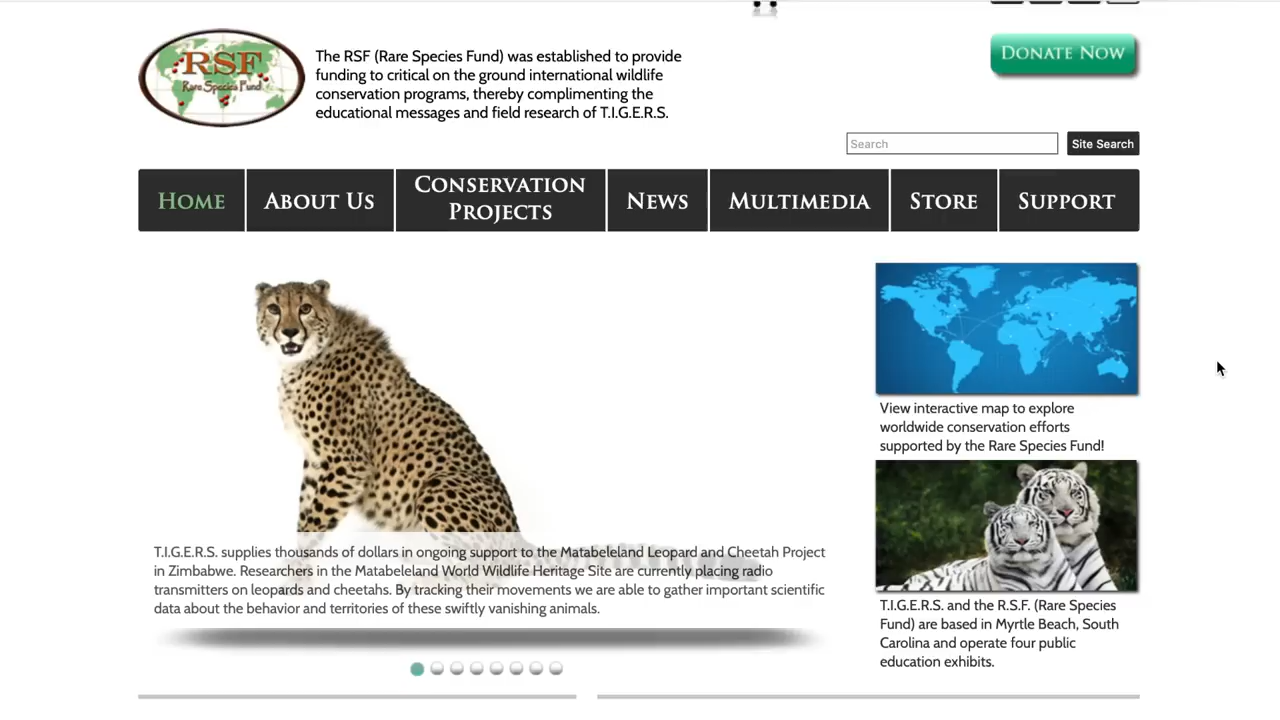 RSF
Rare Species Fund
The RSF (Rare Species Fund) was established to provide
funding to critical on the ground international wildlife
conservation programs, thereby complimenting the
educational messages and field research of T.I.G.E.R.S.
DONATE NOW
Search
Site Search
HOME
ABOUT US
CONSERVATION
PROJECTS
NEWS
MULTIMEDIA
STORE
SUPPORT
T.I.G.E.R.S. supplies thousands of dollars in ongoing support to the Matabeleland Leopard and Cheetah Project
in Zimbabwe. Researchers in the Matabeleland World Wildlife Heritage Site are currently placing radio
transmitters on leopards and cheetahs. By tracking their movements we are able to gather important scientific
data about the behavior and territories of these swiftly vanishing animals.
View interactive map to explore
worldwide conservation efforts
supported by the Rare Species Fund!
T.I.G.E.R.S. and the R.S.F. (Rare Species
Fund) are based in Myrtle Beach, South
Carolina and operate four public
education exhibits.